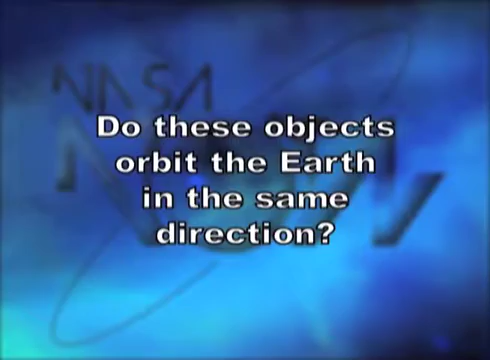 NASA
Do these objects
orbit the Earth
in the same
direction?